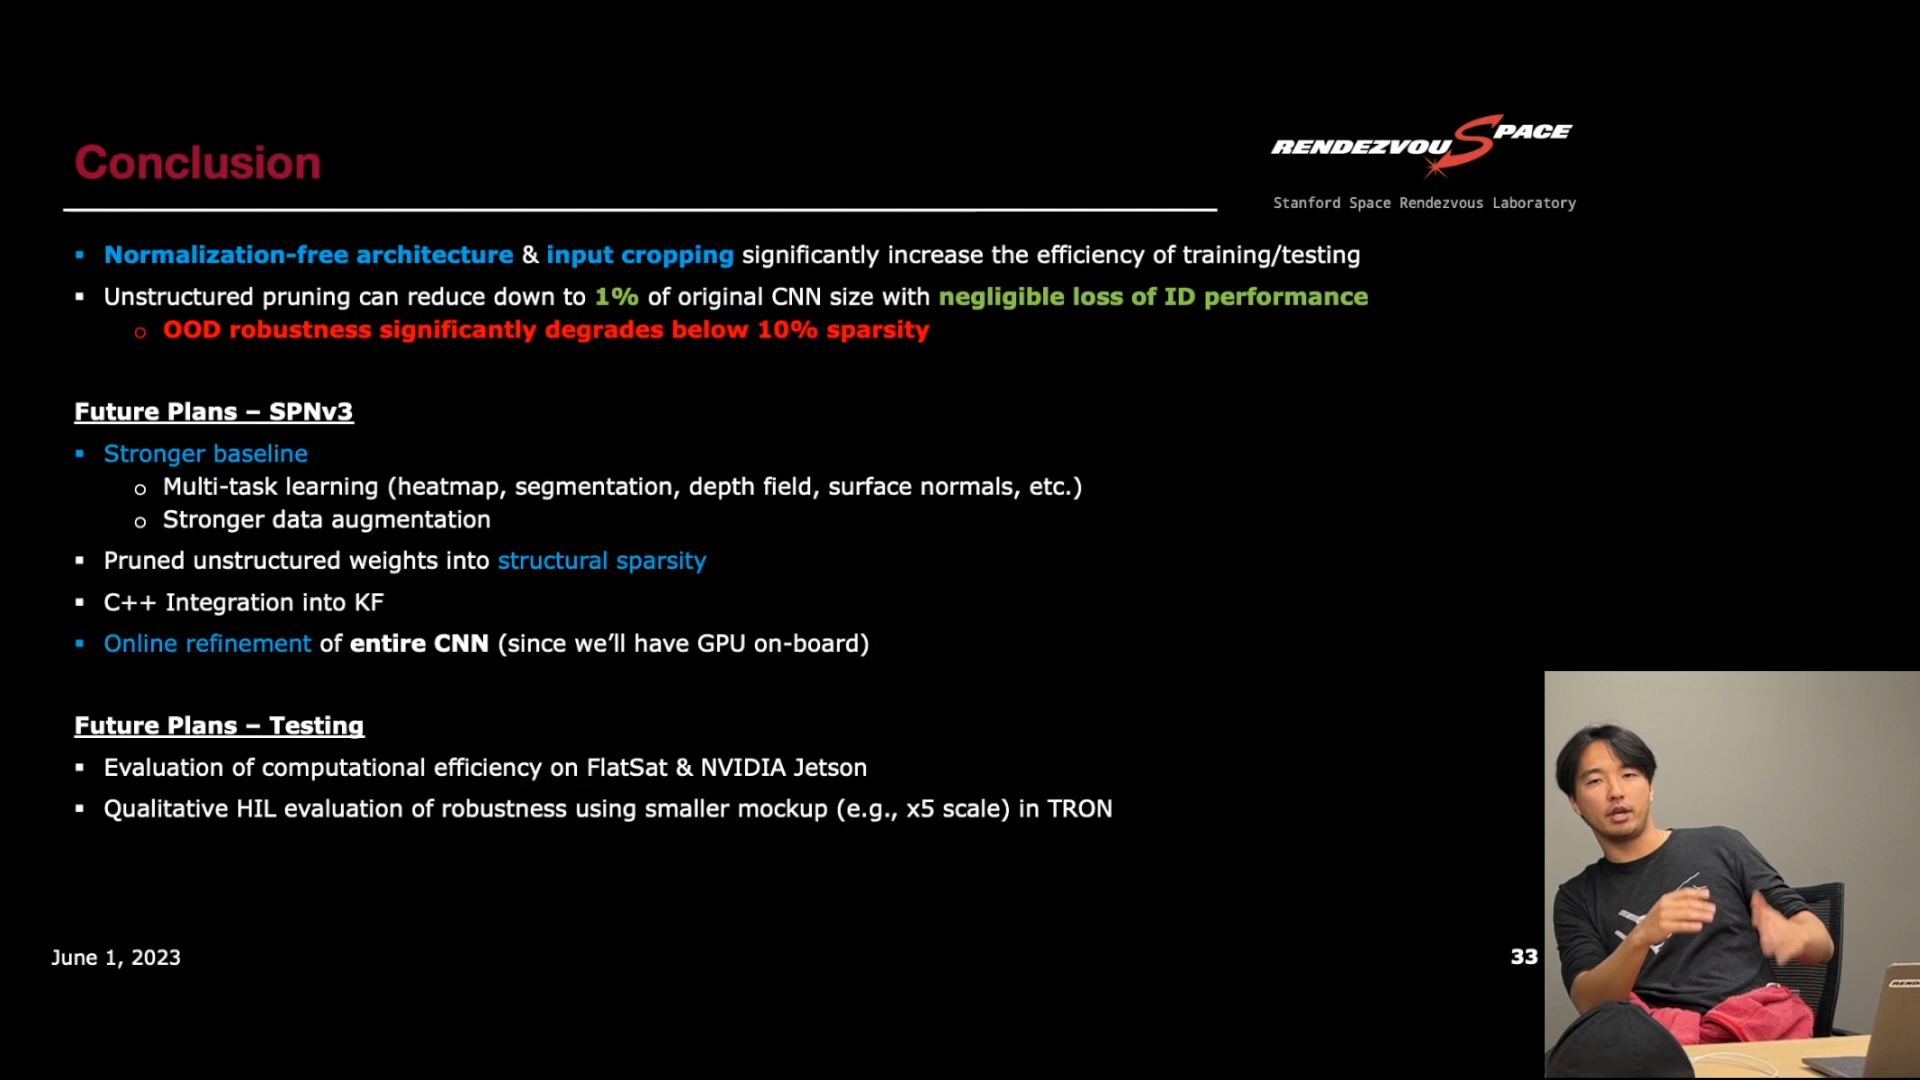 Conclusion
RENDEZVOUSPACE
Stanford Space Rendezvous Laboratory
▪ Normalization-free architecture & input cropping significantly increase the efficiency of training/testing
▪ Unstructured pruning can reduce down to 1% of original CNN size with negligible loss of ID performance
o OOD robustness significantly degrades below 10% sparsity
Future Plans – SPNv3
▪ Stronger baseline
o Multi-task learning (heatmap, segmentation, depth field, surface normals, etc.)
o Stronger data augmentation
▪ Pruned unstructured weights into structural sparsity
▪ C++ Integration into KF
▪ Online refinement of entire CNN (since we’ll have GPU on-board)
Future Plans – Testing
▪ Evaluation of computational efficiency on FlatSat & NVIDIA Jetson
▪ Qualitative HIL evaluation of robustness using smaller mockup (e.g., x5 scale) in TRON
June 1, 2023
33